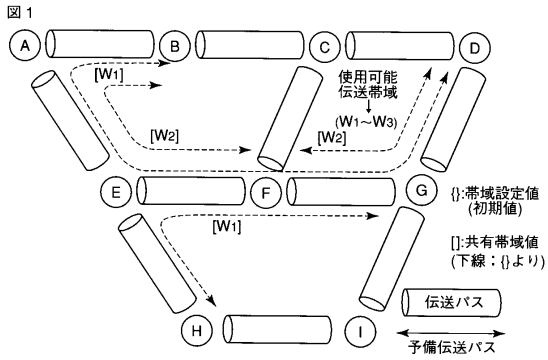 図1
A
B
C
D
[W1]
使用可能
伝送帯域
(W1～W3)
[W2]
[W2]
E
F
G
{}:帯域設定値
(初期値)
[W1]
[]:共有帯域値
(下線:{}より)
H
I
伝送パス
予備伝送パス